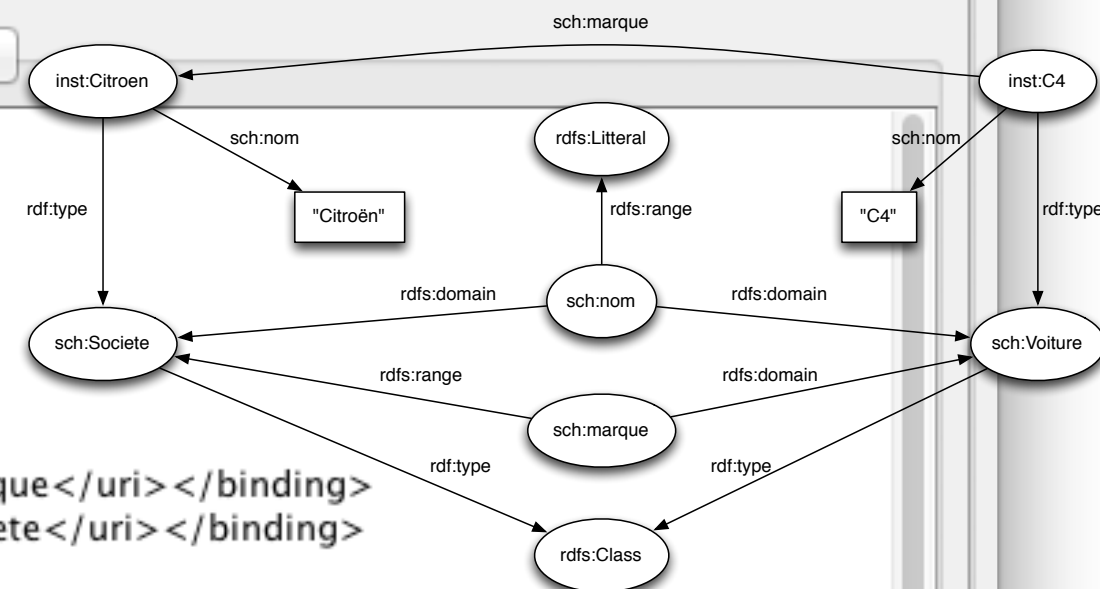 sch:marque
inst:Citroen
inst:C4
sch:nom
rdfs:Litteral
sch:nom
rdf:type
"Citroën"
rdfs:range
"C4"
rdf:type
rdfs:domain
sch:nom
rdfs:domain
sch:Societe
sch:Voiture
rdfs:range
rdfs:domain
sch:marque
rdf:type
rdf:type
que</uri></binding>
ete</uri></binding>
rdfs:Class